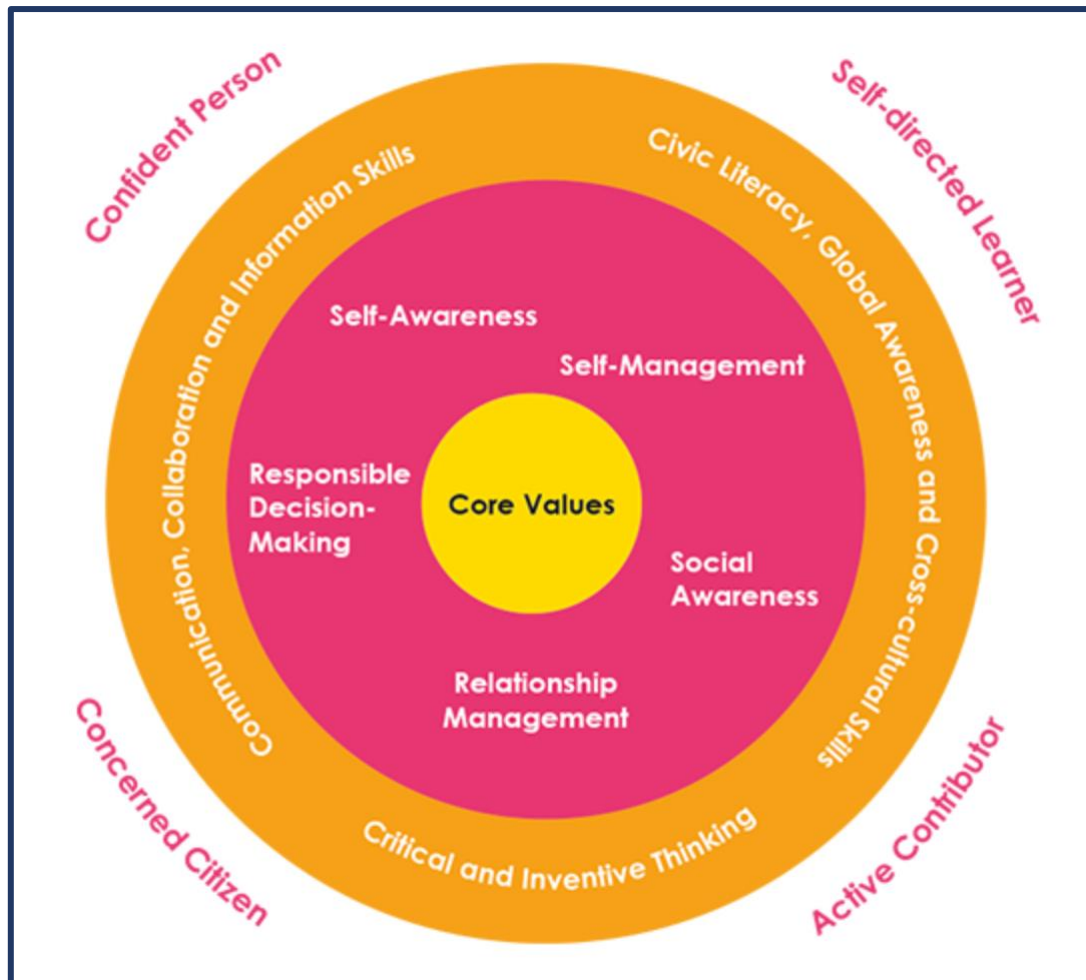 Confident Person
Self-directed Learner
Communication, Collaboration and Information Skills
Civic Literacy, Global Awareness and Cross-cultural Skills
Self-Awareness
Self-Management
Responsible
Decision-
Making
Core Values
Social
Awareness
Relationship
Management
Critical and Inventive Thinking
Concerned Citizen
Active Contributor